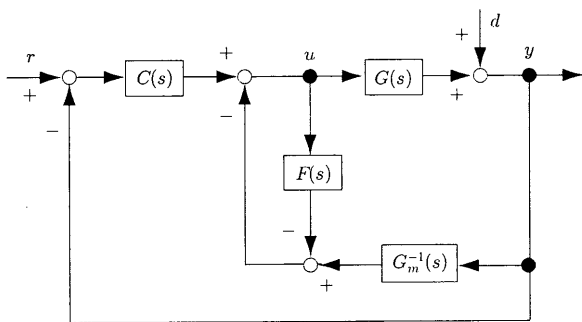 d
r
+
u
+
y
C(s)
G(s)
+
+
−
−
F(s)
−
G_m^{-1}(s)
+